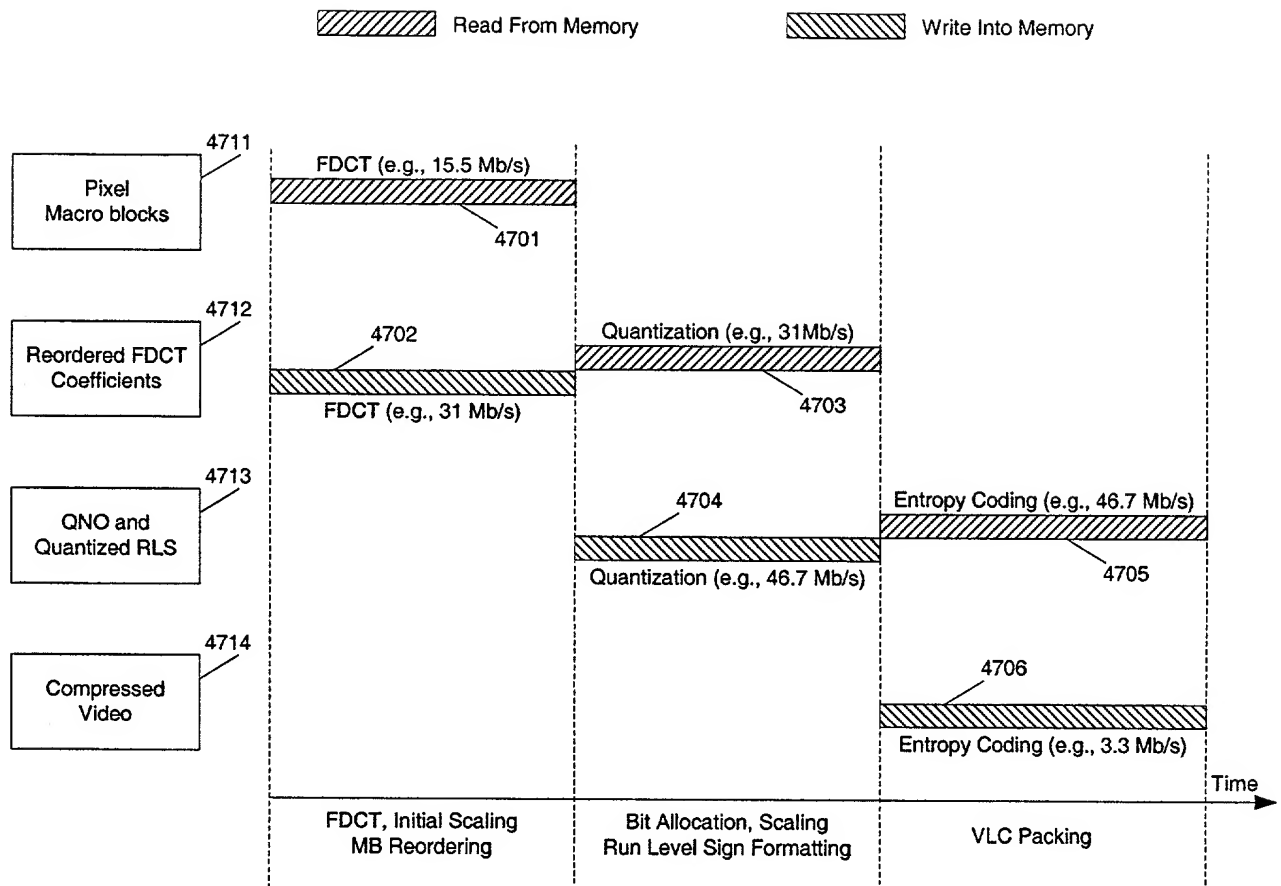 Read From Memory
Write Into Memory
4711
Pixel
Macro blocks
FDCT (e.g., 15.5 Mb/s)
4701
4712
Reordered FDCT
Coefficients
4702
FDCT (e.g., 31 Mb/s)
Quantization (e.g., 31Mb/s)
4703
4713
QNO and
Quantized RLS
4704
Quantization (e.g., 46.7 Mb/s)
Entropy Coding (e.g., 46.7 Mb/s)
4705
4714
Compressed
Video
4706
Entropy Coding (e.g., 3.3 Mb/s)
Time
FDCT, Initial Scaling
MB Reordering
Bit Allocation, Scaling
Run Level Sign Formatting
VLC Packing